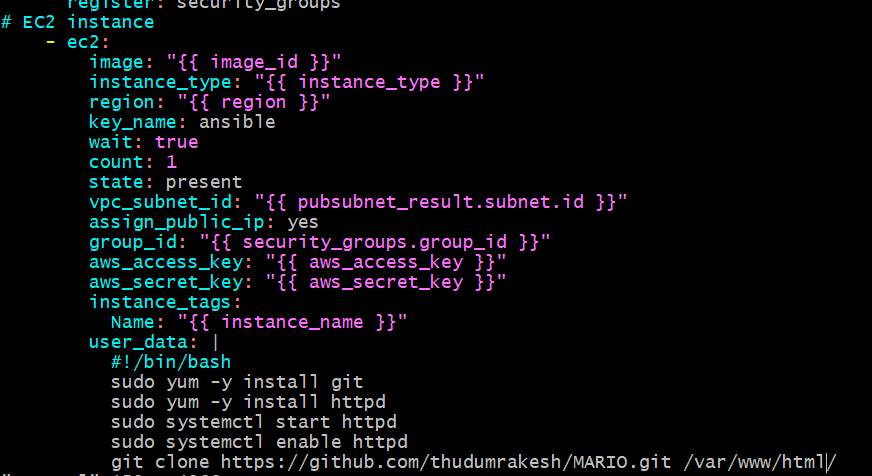 register: security_groups
# EC2 instance
- ec2:
image: "{{ image_id }}"
instance_type: "{{ instance_type }}"
region: "{{ region }}"
key_name: ansible
wait: true
count: 1
state: present
vpc_subnet_id: "{{ pubsubnet_result.subnet.id }}"
assign_public_ip: yes
group_id: "{{ security_groups.group_id }}"
aws_access_key: "{{ aws_access_key }}"
aws_secret_key: "{{ aws_secret_key }}"
instance_tags:
Name: "{{ instance_name }}"
user_data: |
#!/bin/bash
sudo yum -y install git
sudo yum -y install httpd
sudo systemctl start httpd
sudo systemctl enable httpd
git clone https://github.com/thudumrakesh/MARIO.git /var/www/html/